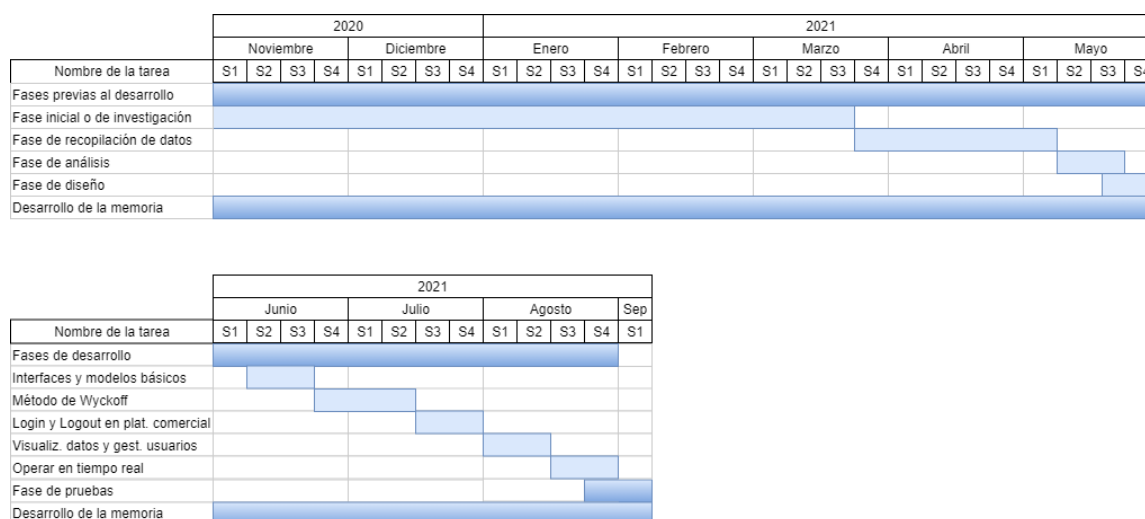 2020 2021
Noviembre Diciembre Enero Febrero Marzo Abril Mayo
Nombre de la tarea S1 S2 S3 S4 S1 S2 S3 S4 S1 S2 S3 S4 S1 S2 S3 S4 S1 S2 S3 S4 S1 S2 S3 S4 S1 S2 S3 S4
Fases previas al desarrollo
Fase inicial o de investigación
Fase de recopilación de datos
Fase de análisis
Fase de diseño
Desarrollo de la memoria
2021
Junio Julio Agosto Sep
Nombre de la tarea S1 S2 S3 S4 S1 S2 S3 S4 S1 S2 S3 S4 S1
Fases de desarrollo
Interfaces y modelos básicos
Método de Wyckoff
Login y Logout en plat. comercial
Visualiz. datos y gest. usuarios
Operar en tiempo real
Fase de pruebas
Desarrollo de la memoria